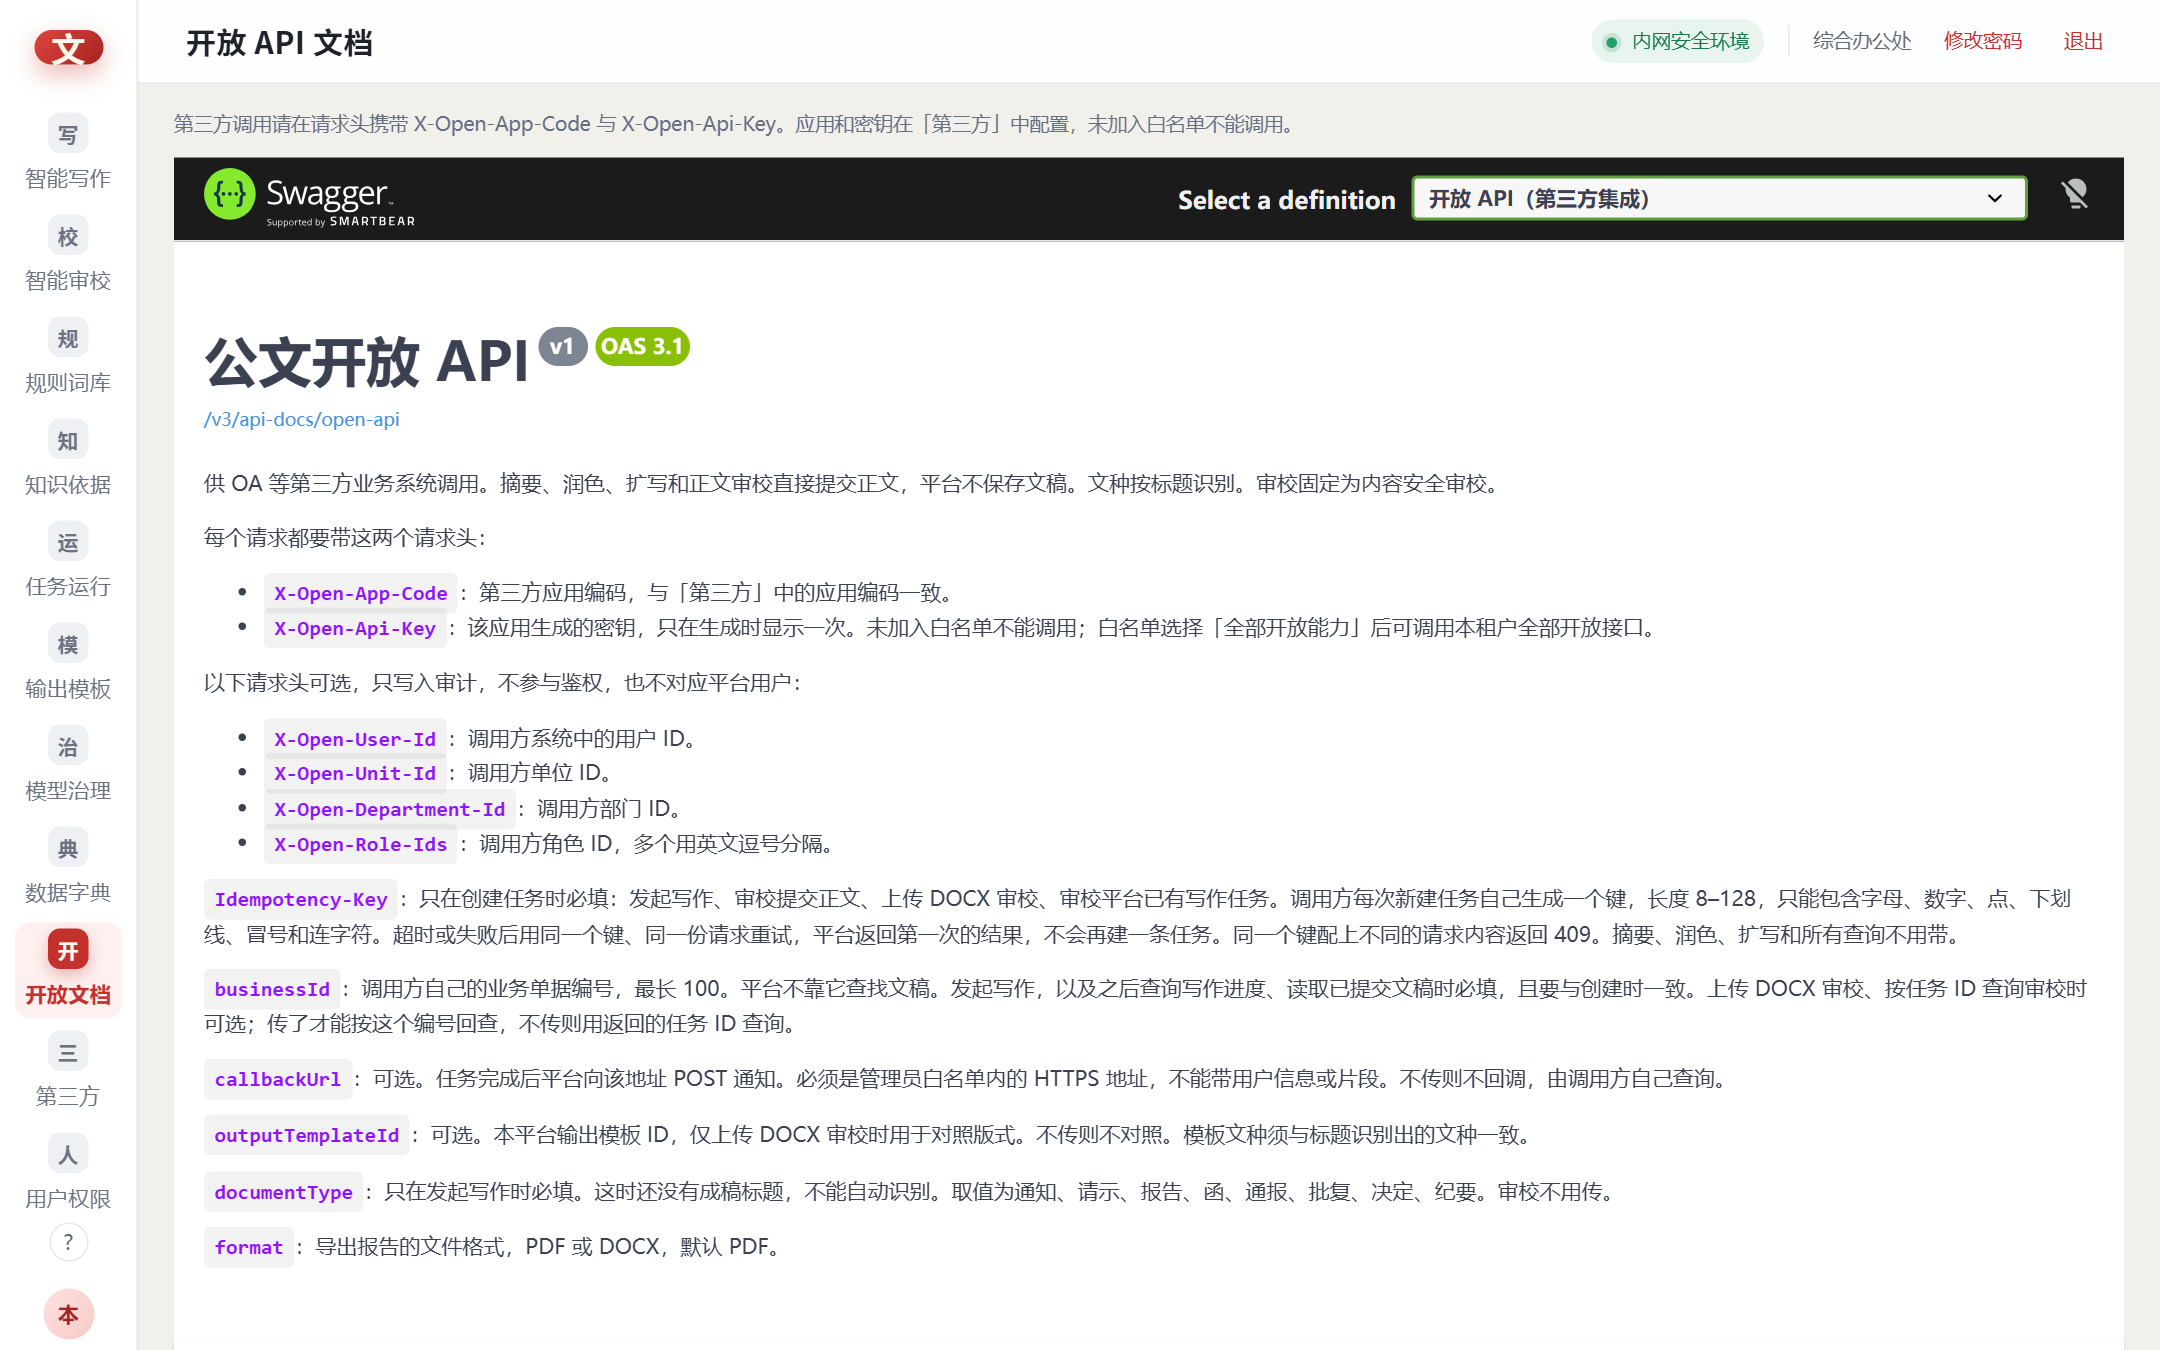 文
开放 API 文档
内网安全环境
综合办公处
修改密码
退出
写
智能写作
校
智能审校
规
规则词库
知
知识依据
运
任务运行
模
输出模板
治
模型治理
典
数据字典
开
开放文档
三
第三方
人
用户权限
?
本
第三方调用请在请求头携带 X-Open-App-Code 与 X-Open-Api-Key。应用和密钥在「第三方」中配置，未加入白名单不能调用。
{···} Swagger™
Supported by SMARTBEAR
Select a definition
开放 API（第三方集成）
公文开放 API v1 OAS 3.1
/v3/api-docs/open-api
供 OA 等第三方业务系统调用。摘要、润色、扩写和正文审校直接提交正文，平台不保存文稿。文种按标题识别。审校固定为内容安全审校。
每个请求都要带这两个请求头：
• X-Open-App-Code：第三方应用编码，与「第三方」中的应用编码一致。
• X-Open-Api-Key：该应用生成的密钥，只在生成时显示一次。未加入白名单不能调用；白名单选择「全部开放能力」后可调用本租户全部开放接口。
以下请求头可选，只写入审计，不参与鉴权，也不对应平台用户：
• X-Open-User-Id：调用方系统中的用户 ID。
• X-Open-Unit-Id：调用方单位 ID。
• X-Open-Department-Id：调用方部门 ID。
• X-Open-Role-Ids：调用方角色 ID，多个用英文逗号分隔。
Idempotency-Key：只在创建任务时必填：发起写作、审校提交正文、上传 DOCX 审校、审校平台已有写作任务。调用方每次新建任务自己生成一个键，长度 8–128，只能包含字母、数字、点、下划
线、冒号和连字符。超时或失败后用同一个键、同一份请求重试，平台返回第一次的结果，不会再建一条任务。同一个键配上不同的请求内容返回 409。摘要、润色、扩写和所有查询不用带。
businessId：调用方自己的业务单据编号，最长 100。平台不靠它查找文稿。发起写作，以及之后查询写作进度、读取已提交文稿时必填，且要与创建时一致。上传 DOCX 审校、按任务 ID 查询审校时
可选；传了才能按这个编号回查，不传则用返回的任务 ID 查询。
callbackUrl：可选。任务完成后平台向该地址 POST 通知。必须是管理员白名单内的 HTTPS 地址，不能带用户信息或片段。不传则不回调，由调用方自己查询。
outputTemplateId：可选。本平台输出模板 ID，仅上传 DOCX 审校时用于对照版式。不传则不对照。模板文种须与标题识别出的文种一致。
documentType：只在发起写作时必填。这时还没有成稿标题，不能自动识别。取值为通知、请示、报告、函、通报、批复、决定、纪要。审校不用传。
format：导出报告的文件格式，PDF 或 DOCX，默认 PDF。